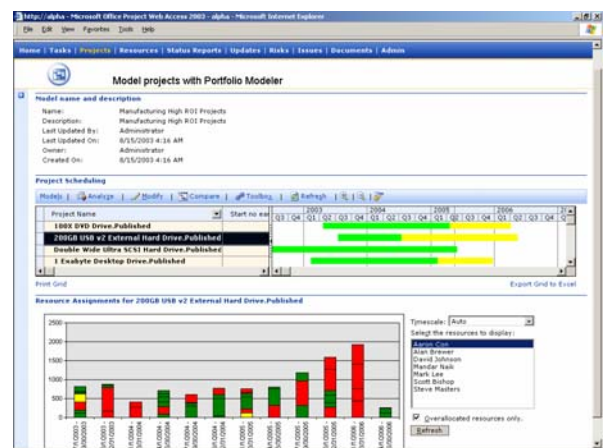 http://alpha - Microsoft Office Project Web Access 2003 - alpha - Microsoft Internet Explorer
File Edit View Favorites Tools Help
Home | Tasks | Projects | Resources | Status Reports | Updates | Risks | Issues | Documents | Admin
Model projects with Portfolio Modeler
Model name and description
Name: Manufacturing High ROI Projects
Description: Manufacturing High ROI Projects
Last Updated By: Administrator
Last Updated On: 8/15/2003 4:16 AM
Owner: Administrator
Created On: 8/15/2003 4:16 AM
Project Scheduling
Models | Analyze | Modify | Compare | Toolbox | Refresh
2003 2004 2005 2006
Project Name Start no ear Q3 Q4 Q1 Q2 Q3 Q4 Q1 Q2 Q3 Q4 Q1 Q2 Q3 Q4 Q1 Q2 Q3 Q4
100X DVD Drive.Published
200GB USB v2 External Hard Drive.Published
Double Wide Ultra SCSI Hard Drive.Published
1 Exabyte Desktop Drive.Published
Print Grid Export Grid to Excel
Resource Assignments for 200GB USB v2 External Hard Drive.Published
Timescale: Auto
Select the resources to display:
Aaron Con
Alan Brewer
David Johnson
Mandar Naik
Mark Lee
Scott Bishop
Steve Masters
Overallocated resources only.
Refresh
2500
2000
1500
1000
500
0